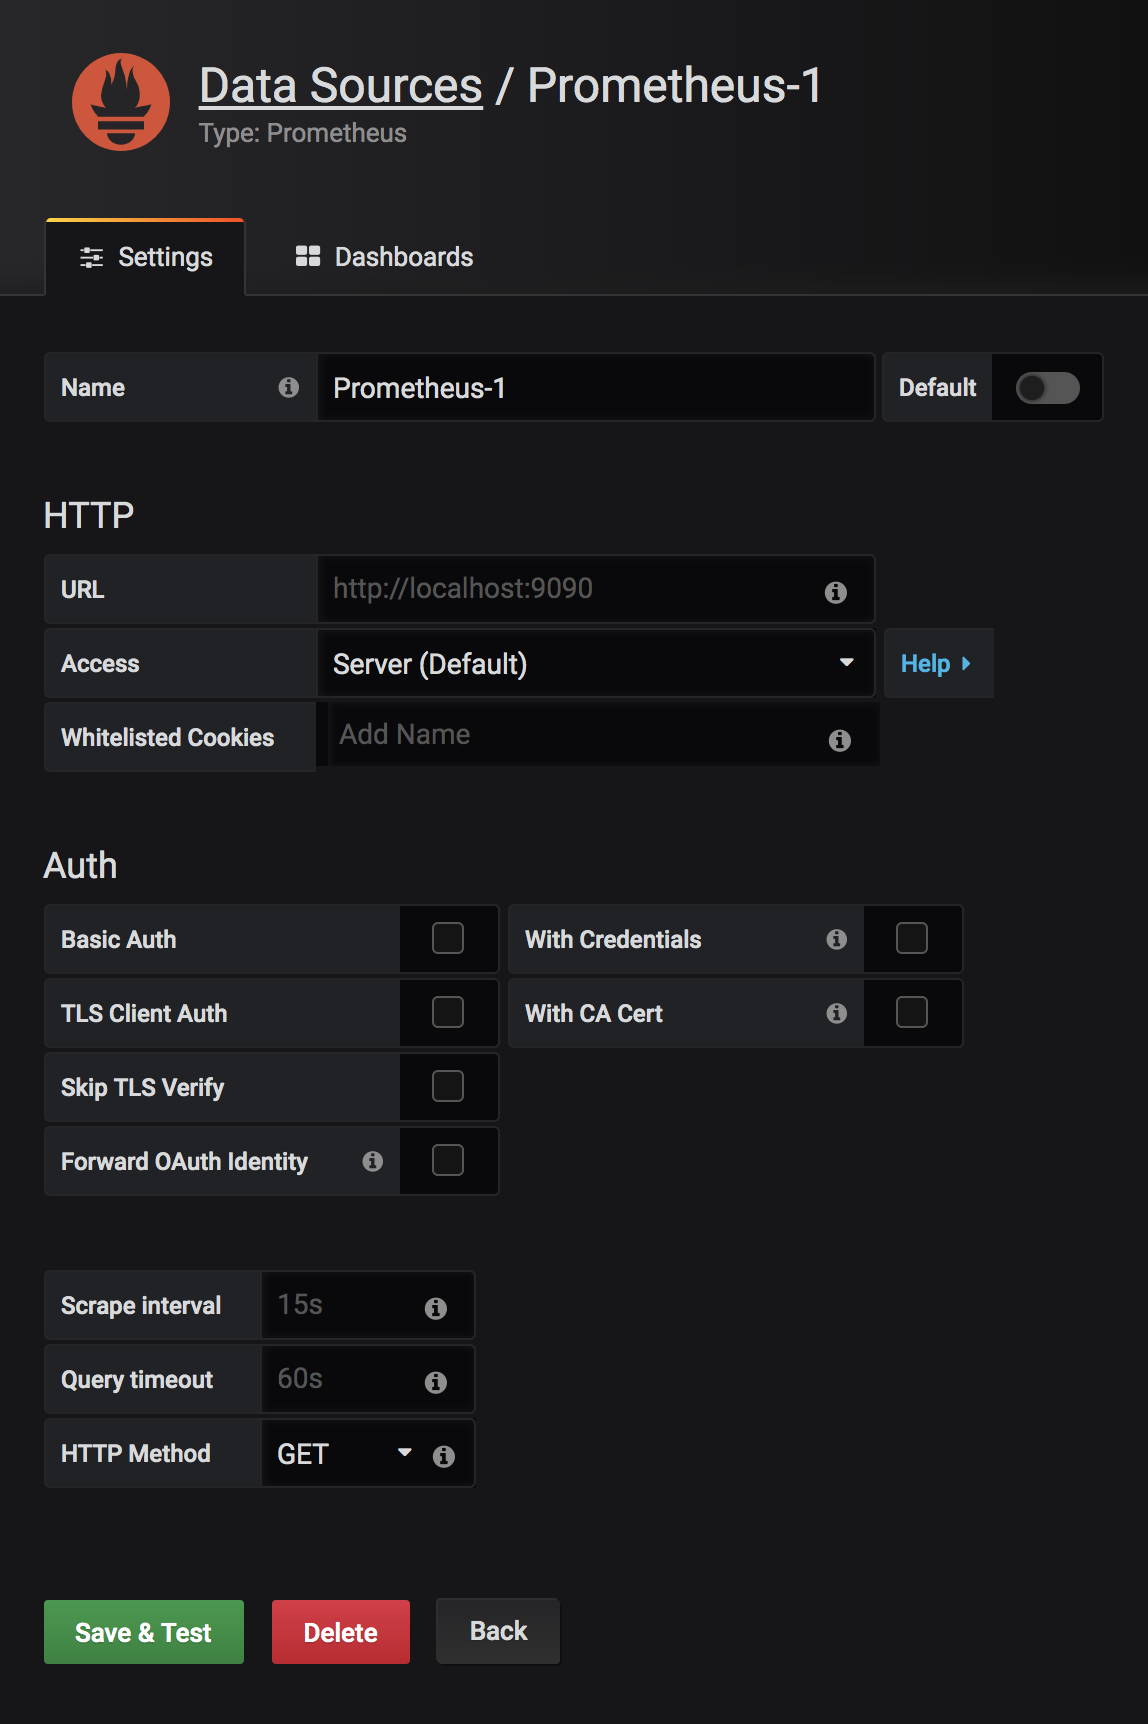 Data Sources / Prometheus-1
Type: Prometheus
Settings
Dashboards
Name
Prometheus-1
Default
HTTP
URL
http://localhost:9090
Access
Server (Default)
Help
Whitelisted Cookies
Add Name
Auth
Basic Auth
With Credentials
TLS Client Auth
With CA Cert
Skip TLS Verify
Forward OAuth Identity
Scrape interval
15s
Query timeout
60s
HTTP Method
GET
Save & Test
Delete
Back